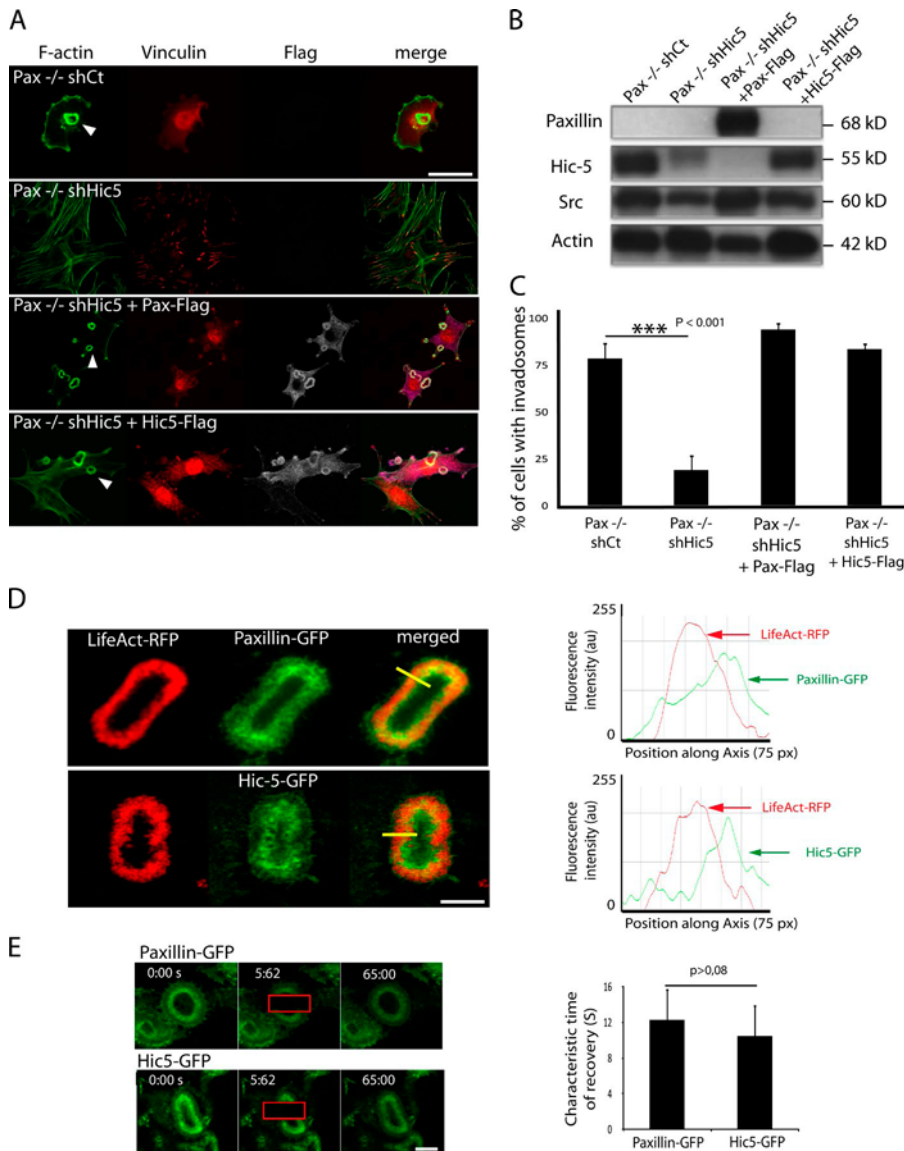 A
F-actin Vinculin Flag merge
Pax -/- shCt
Pax -/- shHic5
Pax -/- shHic5 + Pax-Flag
Pax -/- shHic5 + Hic5-Flag
B
Pax -/- shCt
Pax -/- shHic5
Pax -/- shHic5
+Pax-Flag
Pax -/- shHic5
+Hic5-Flag
Paxillin 68 kD
Hic-5 55 kD
Src 60 kD
Actin 42 kD
C
% of cells with invadosomes
100
75
50
25
0
*** P < 0.001
Pax -/-
shCt
Pax -/-
shHic5
Pax -/-
shHic5
+ Pax-Flag
Pax -/-
shHic5
+ Hic5-Flag
D
LifeAct-RFP Paxillin-GFP merged
Hic-5-GFP
Fluorescence
intensity (au)
255
0
LifeAct-RFP
Paxillin-GFP
Position along Axis (75 px)
Fluorescence
intensity (au)
255
0
LifeAct-RFP
Hic5-GFP
Position along Axis (75 px)
E
Paxillin-GFP
0:00 s 5:62 65:00
Hic5-GFP
0:00 s 5:62 65:00
Characteristic time
of recovery (S)
16
12
8
4
0
p>0,08
Paxillin-GFP Hic5-GFP